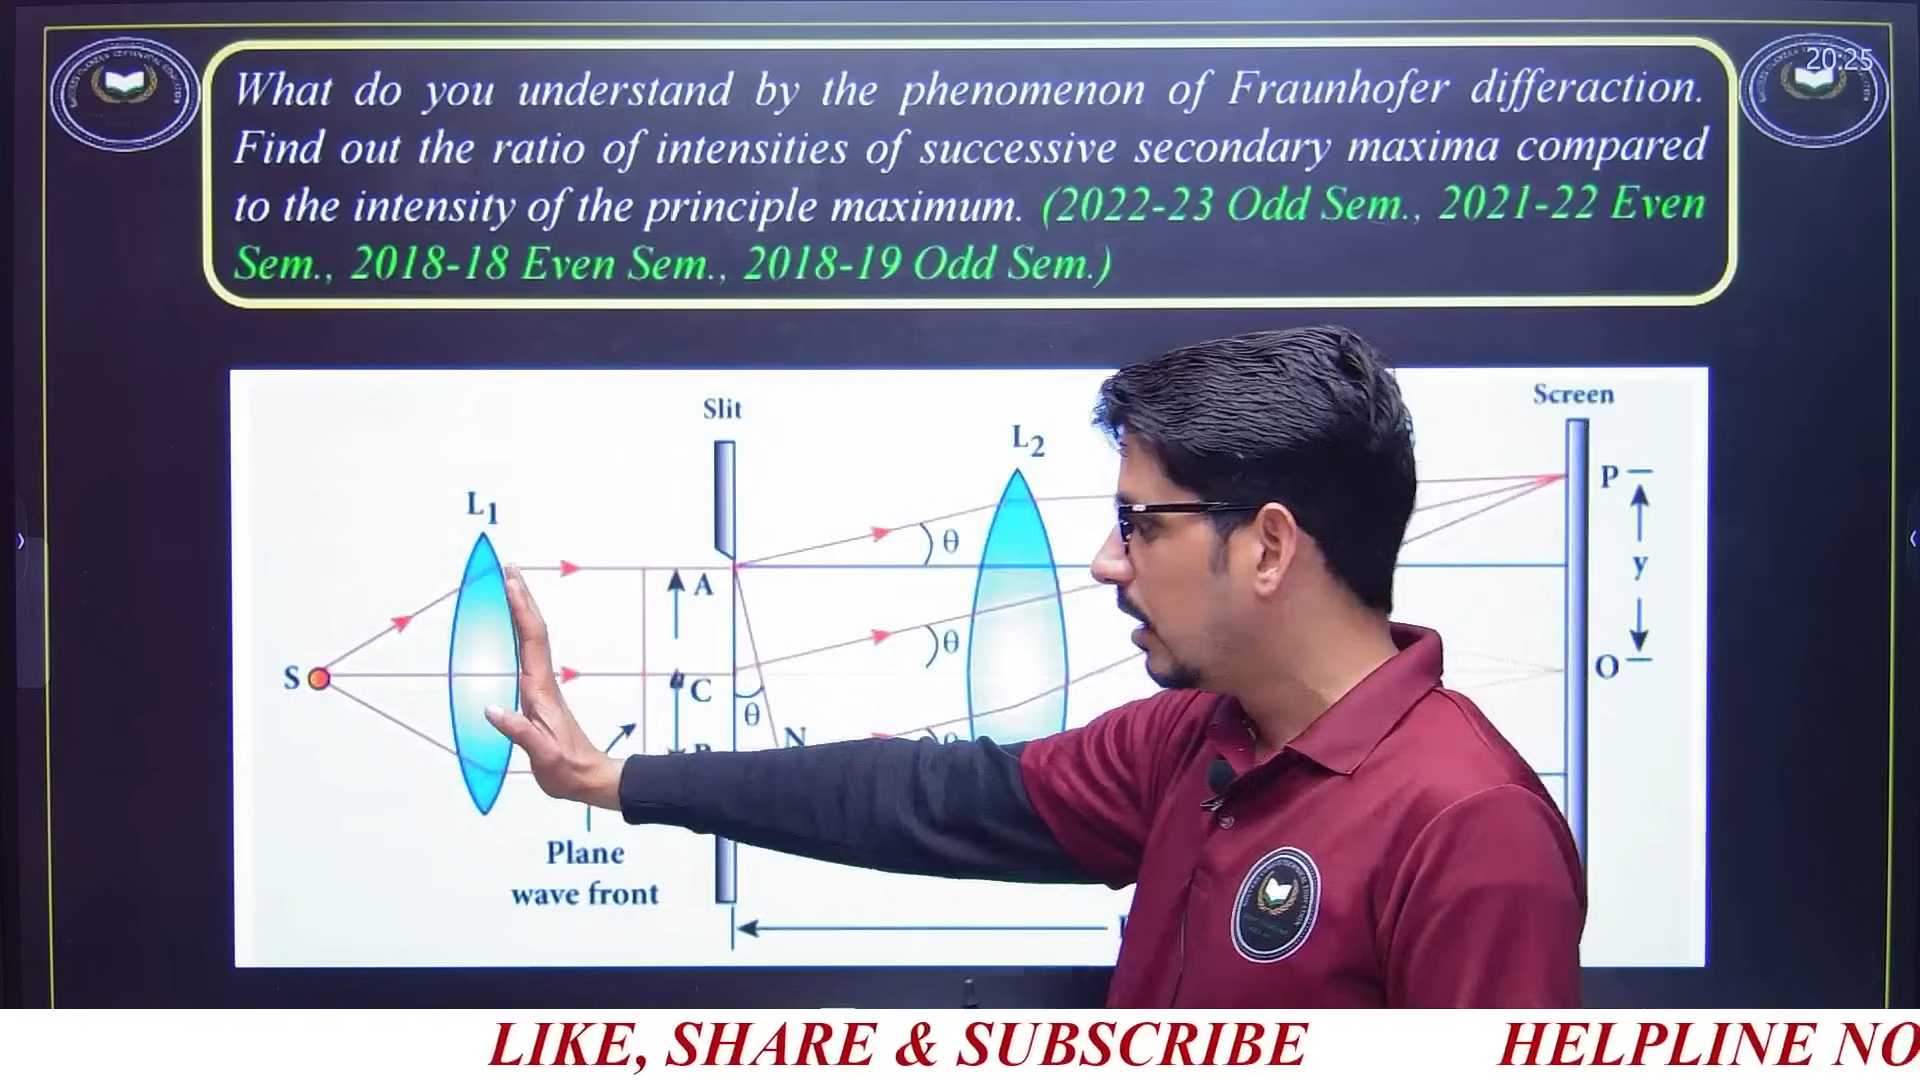 20:25
What do you understand by the phenomenon of Fraunhofer differaction.
Find out the ratio of intensities of successive secondary maxima compared
to the intensity of the principle maximum. (2022-23 Odd Sem., 2021-22 Even
Sem., 2018-18 Even Sem., 2018-19 Odd Sem.)
Slit
Screen
L2
L1
P
θ
y
A
θ
S
C
O
θ
N
Plane
wave front
LIKE, SHARE & SUBSCRIBE
HELPLINE NO